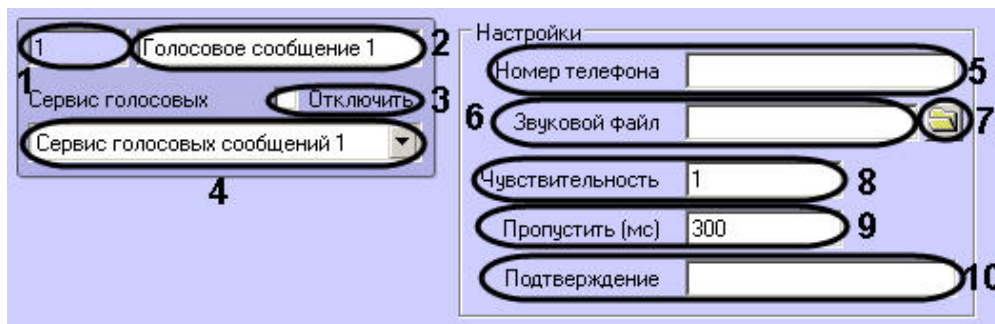 1 Голосовое сообщение 1 2
1
Сервис голосовых Отключить 3
Сервис голосовых сообщений 1
4
Настройки
Номер телефона 5
6 Звуковой файл 7
Чувствительность 1 8
Пропустить (мс) 300 9
Подтверждение 10